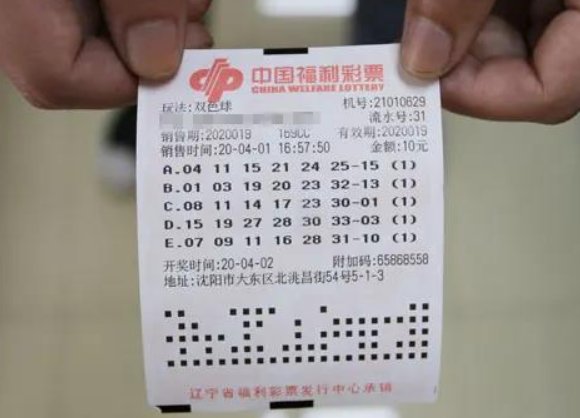 中国福利彩票
CHINA WELFARE LOTTERY
玩法:双色球 机号:21010629
流水号:31
销售期:2020019 1690CC 有效期:2020019
销售时间:20-04-01 16:57:50 金额:10元
A.04 11 15 21 24 25-15 (1)
B.01 03 19 20 23 32-13 (1)
C.08 11 14 17 23 30-01 (1)
D.15 19 27 28 30 33-03 (1)
E.07 09 11 16 28 31-10 (1)
开奖时间:20-04-02 附加码:65868558
地址:沈阳市大东区北洮昌街54号5-1-3
辽宁省福利彩票发行中心承销